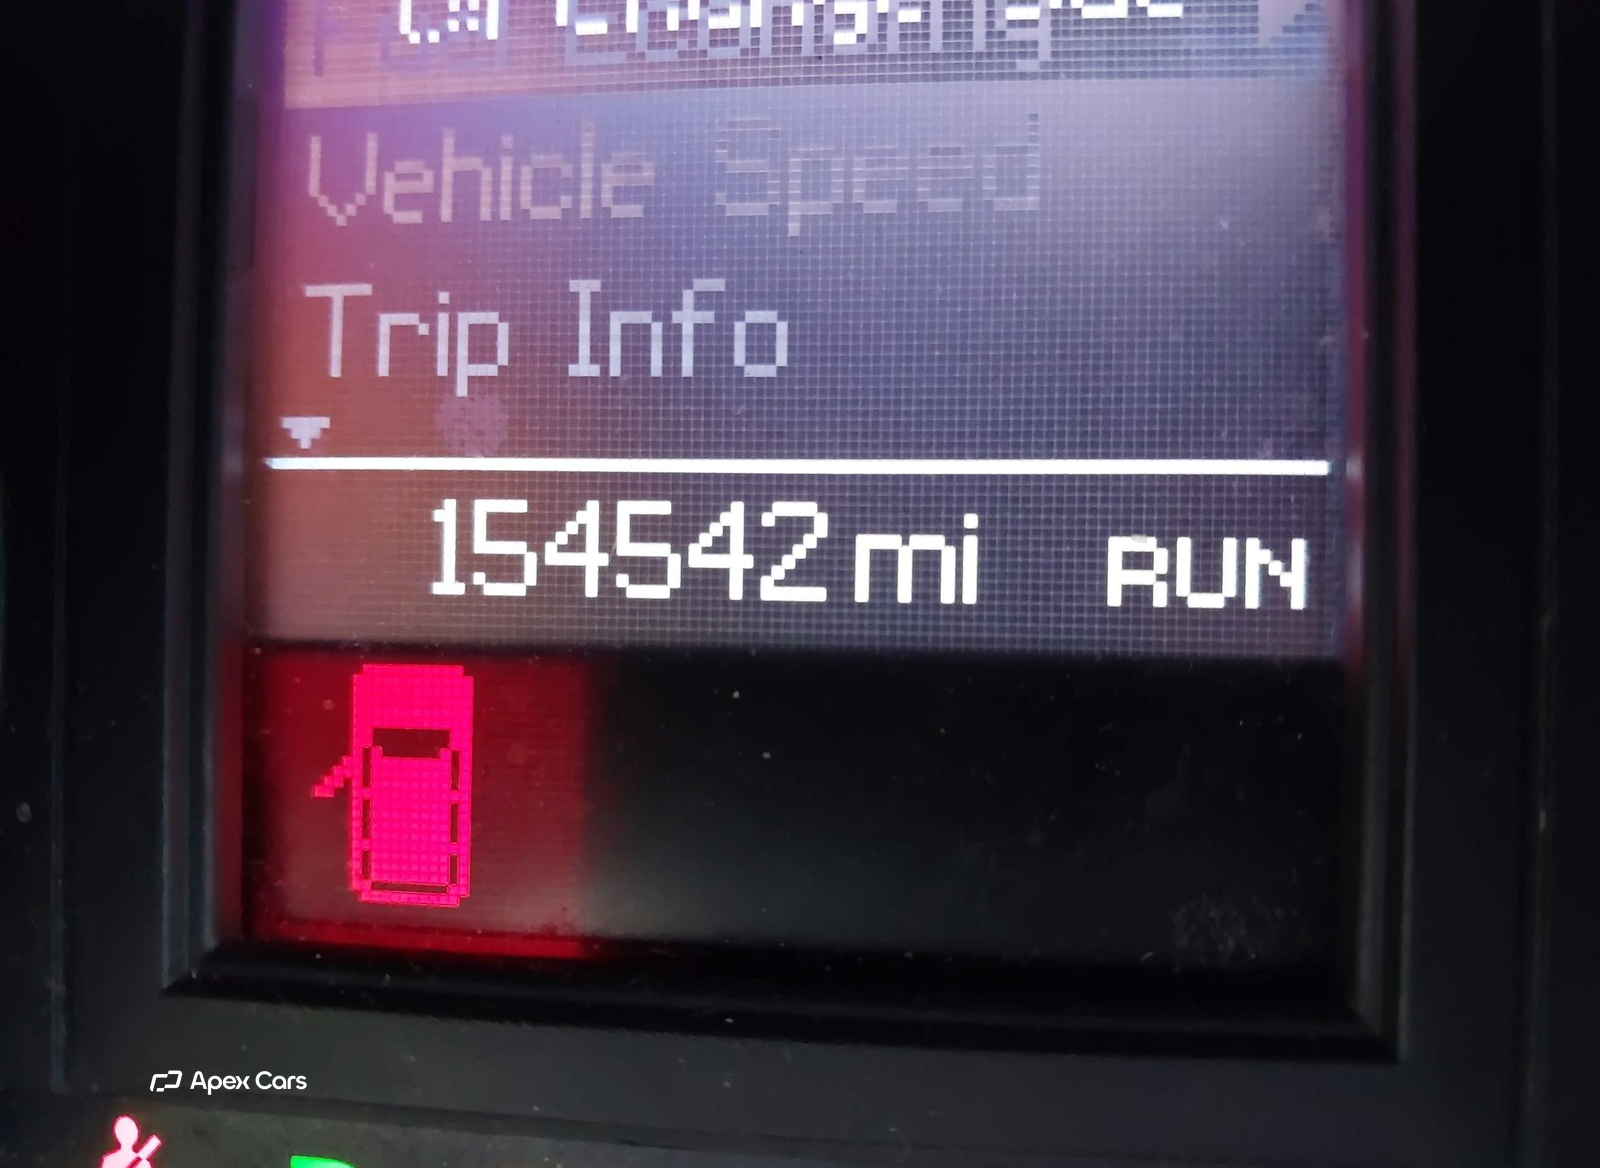 Vehicle Speed
Trip Info
154542 mi RUN
Apex Cars